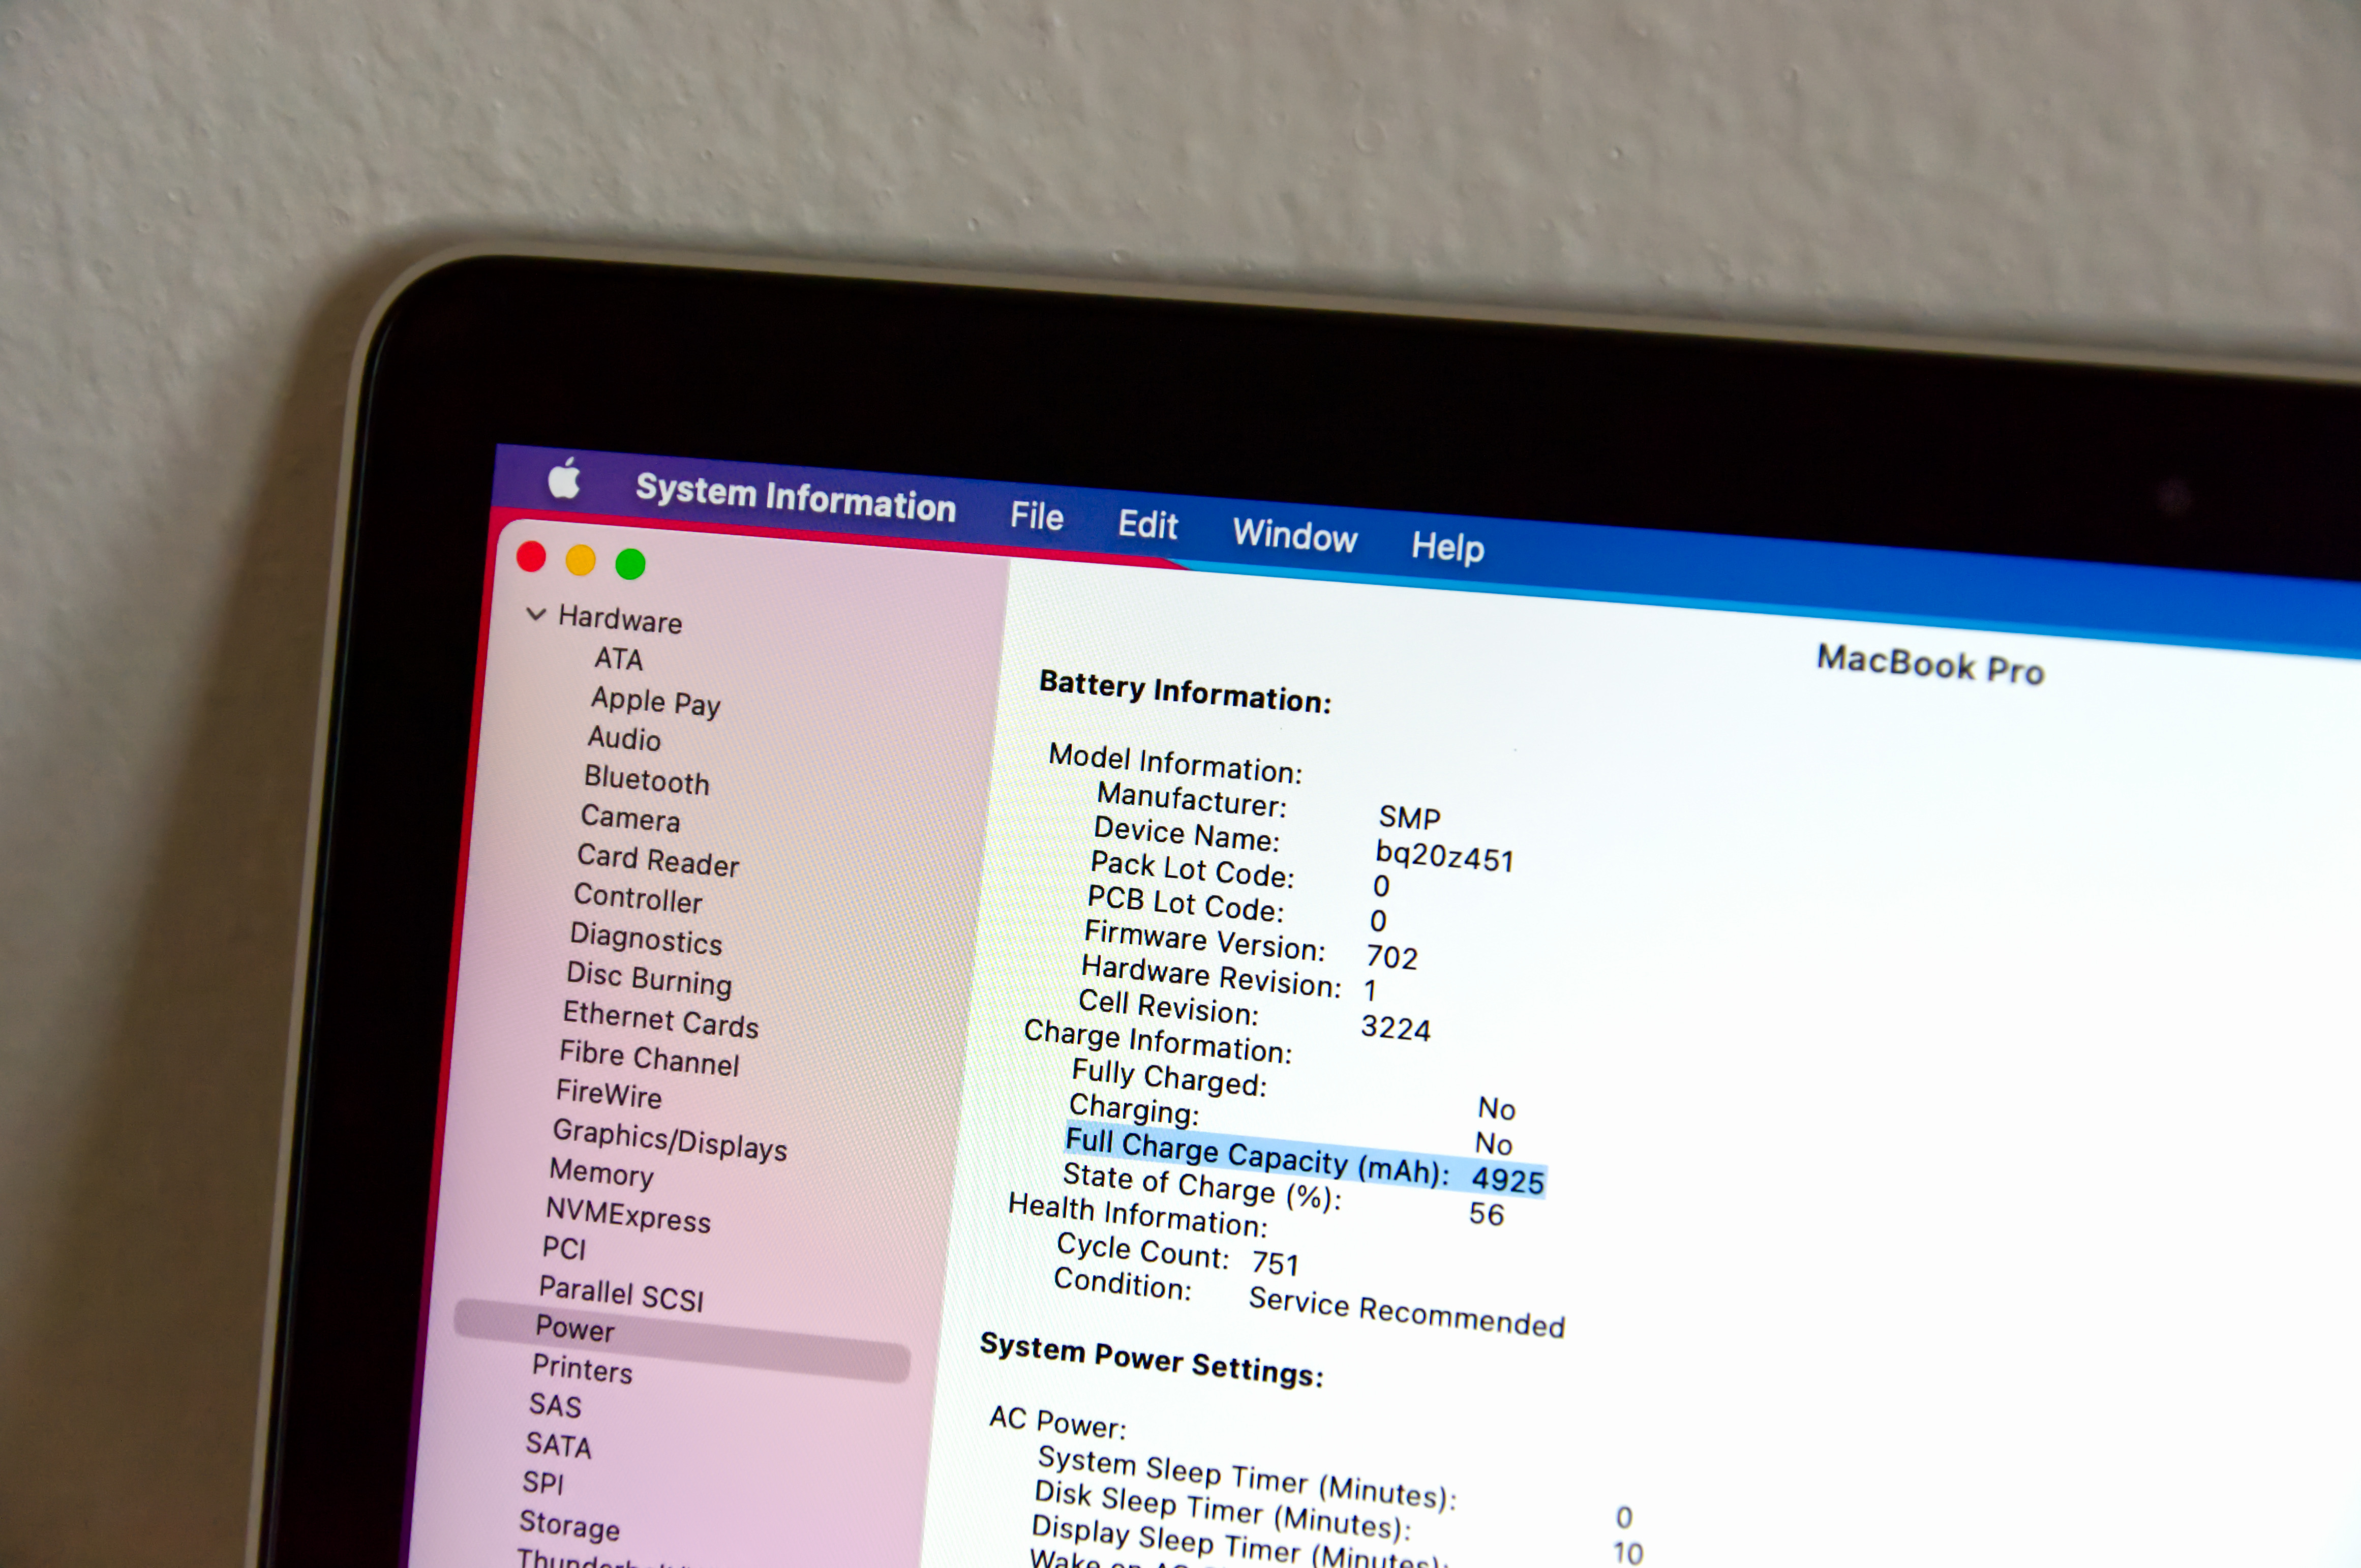 System Information File Edit Window Help
MacBook Pro
Hardware
ATA
Apple Pay
Audio
Bluetooth
Camera
Card Reader
Controller
Diagnostics
Disc Burning
Ethernet Cards
Fibre Channel
FireWire
Graphics/Displays
Memory
NVMExpress
PCI
Parallel SCSI
Power
Printers
SAS
SATA
SPI
Storage
Battery Information:
Model Information:
Manufacturer: SMP
Device Name: bq20z451
Pack Lot Code: 0
PCB Lot Code: 0
Firmware Version: 702
Hardware Revision: 1
Cell Revision: 3224
Charge Information:
Fully Charged: No
Charging: No
Full Charge Capacity (mAh): 4925
State of Charge (%): 56
Health Information:
Cycle Count: 751
Condition: Service Recommended
System Power Settings:
AC Power:
System Sleep Timer (Minutes): 0
Disk Sleep Timer (Minutes): 10
Display Sleep Timer (Minutes):
Wake on AC